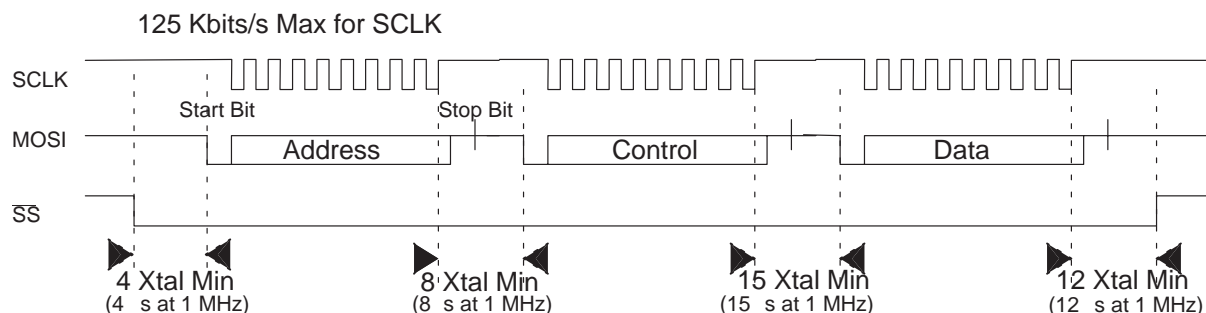 125 Kbits/s Max for SCLK
SCLK
Start Bit
Stop Bit
MOSI
Address
Control
Data
SS
4 Xtal Min
8 Xtal Min
15 Xtal Min
12 Xtal Min
(4 s at 1 MHz)
(8 s at 1 MHz)
(15 s at 1 MHz)
(12 s at 1 MHz)